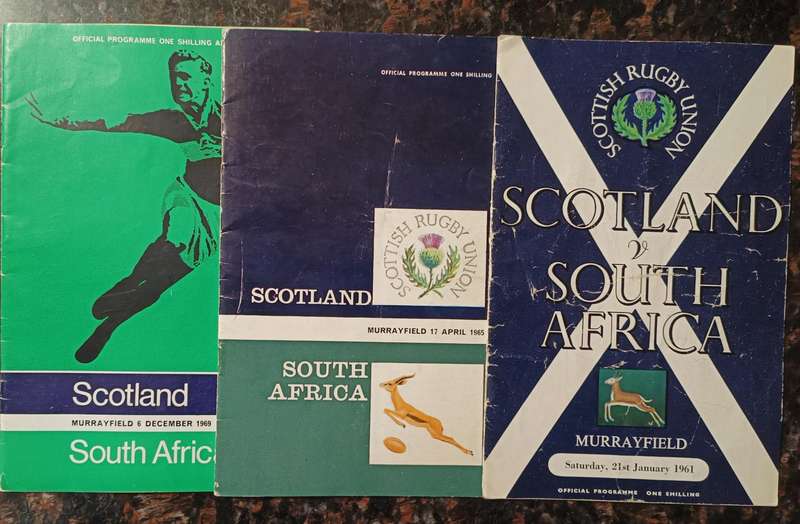 OFFICIAL PROGRAMME ONE SHILLING
Scotland
MURRAYFIELD 6 DECEMBER 1969
South
OFFICIAL PROGRAMME ONE SHILLING
SCOTTISH RUGBY UNION
SCOTLAND
MURRAYFIELD 17 APRIL 1965
SOUTH
AFRICA
SCOTTISH RUGBY UNION
SCOTLAND
v
SOUTH
AFRICA
MURRAYFIELD
Saturday, 21st January 1961
OFFICIAL PROGRAMME ONE SHILLING